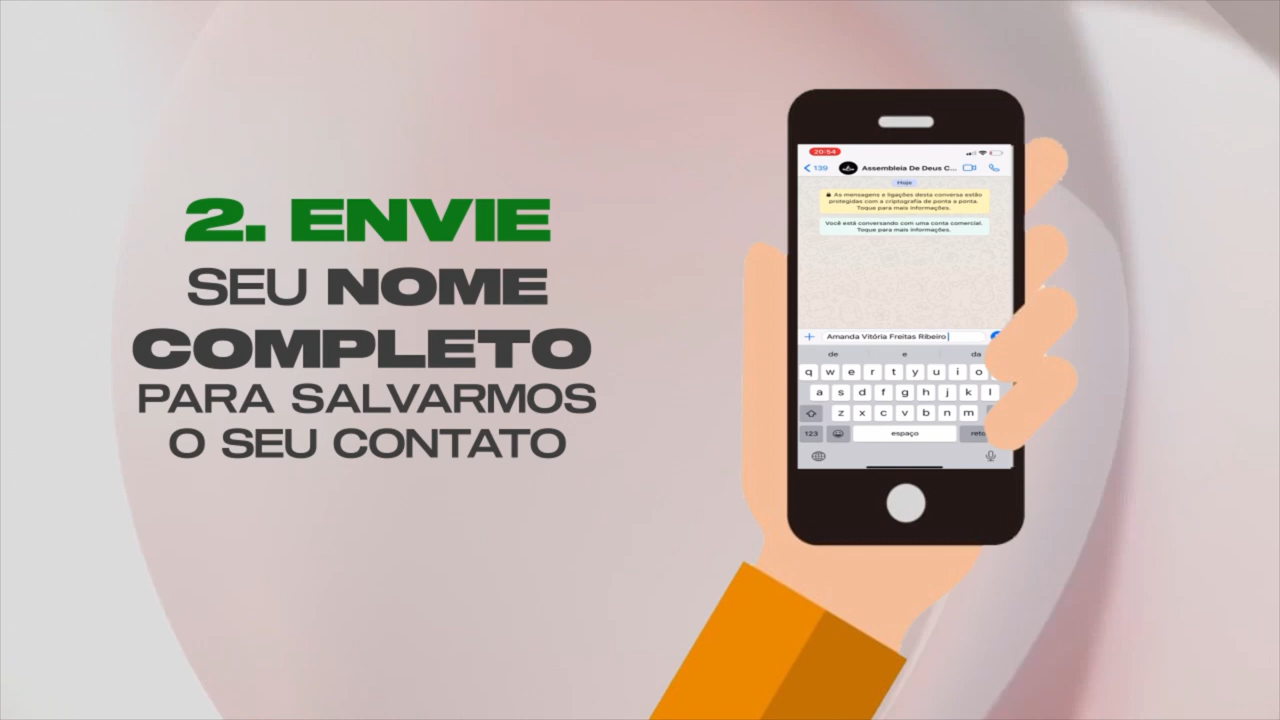 2. ENVIE
SEU NOME
COMPLETO
PARA SALVARMOS
O SEU CONTATO
20:54
139 Assembleia De Deus C...
Hoje
As mensagens e ligações desta conversa estão
protegidas com a criptografia de ponta a ponta.
Toque para mais informações.
Você está conversando com uma conta comercial.
Toque para mais informações.
Amanda Vitória Freitas Ribeiro
de e da
q w e r t y u i o
a s d f g h j k l
z x c v b n m
123 espaço reto